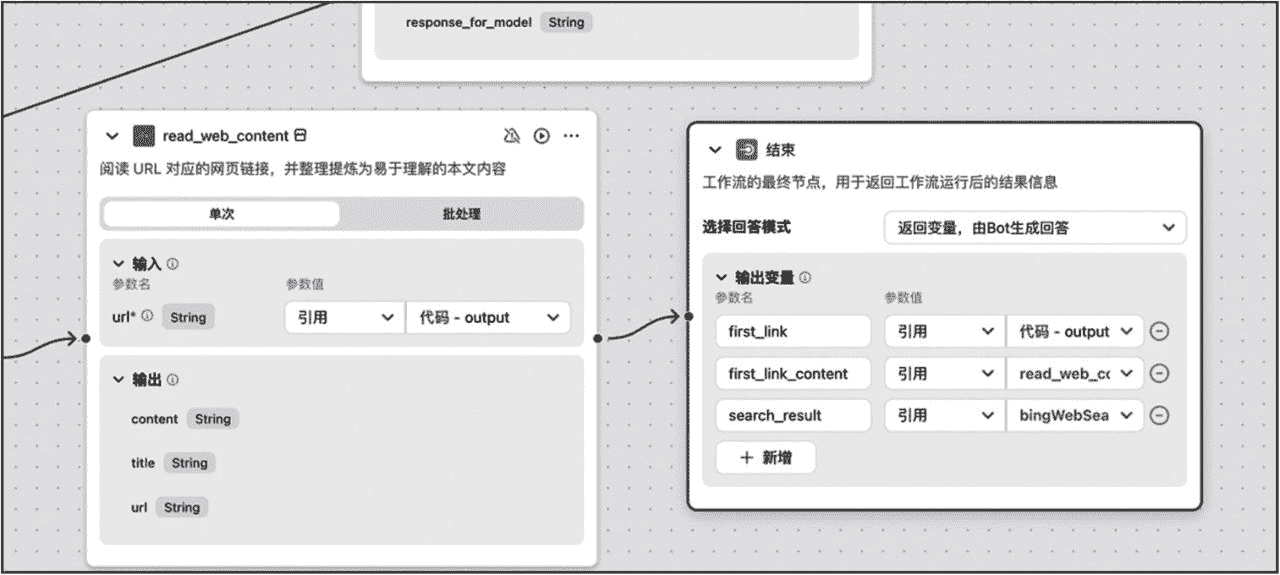 response_for_model String
read_web_content
阅读 URL 对应的网页链接，并整理提炼为易于理解的本文内容
单次 批处理
输入
参数名 参数值
url* String 引用 代码 - output
输出
content String
title String
url String
结束
工作流的最终节点，用于返回工作流运行后的结果信息
选择回答模式 返回变量，由Bot生成回答
输出变量
参数名 参数值
first_link 引用 代码 - output
first_link_content 引用 read_web_cc
search_result 引用 bingWebSea
+ 新增